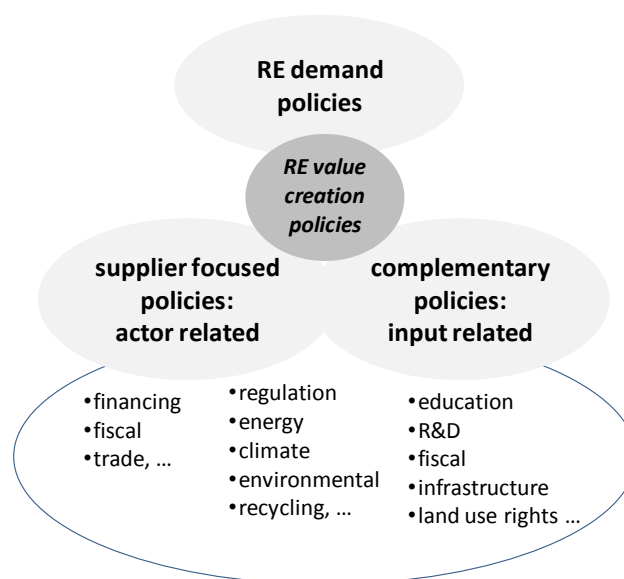 RE demand
policies
RE value
creation
policies
supplier focused
policies:
actor related
complementary
policies:
input related
•financing
•fiscal
•trade, …
•regulation
•energy
•climate
•environmental
•recycling, …
•education
•R&D
•fiscal
•infrastructure
•land use rights …